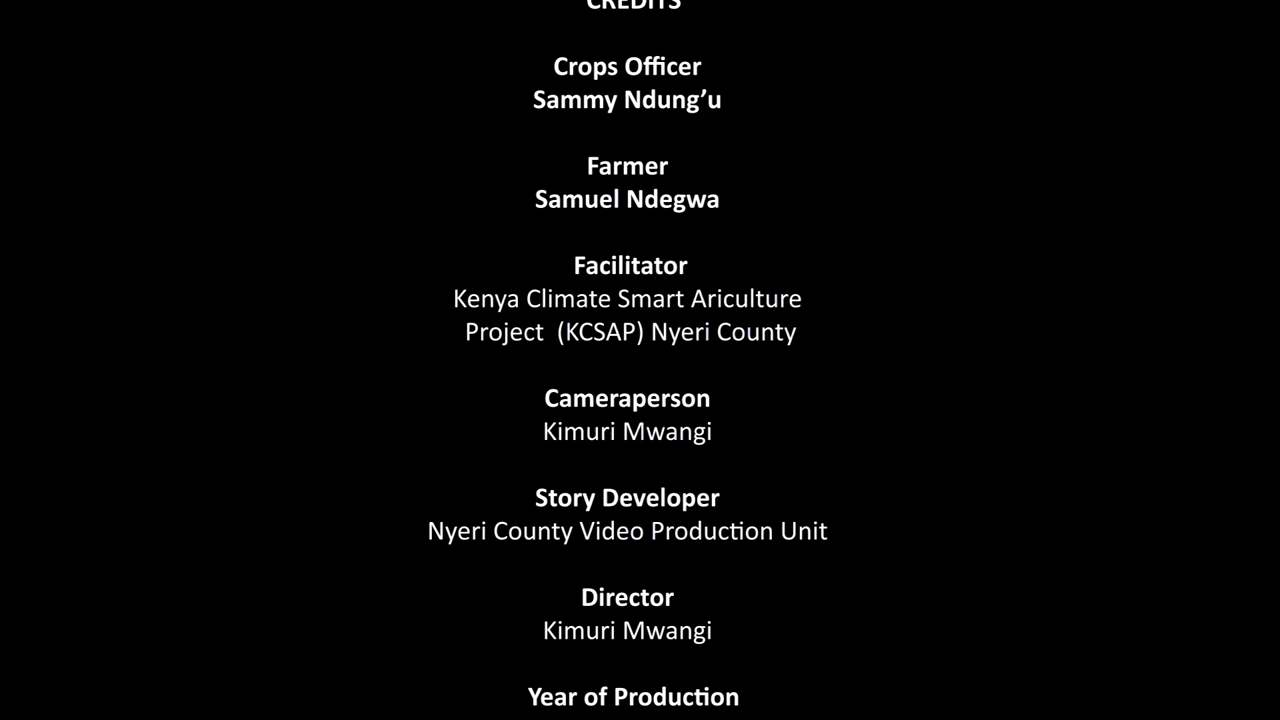 CREDITS
Crops Officer
Sammy Ndung’u
Farmer
Samuel Ndegwa
Facilitator
Kenya Climate Smart Ariculture
Project  (KCSAP) Nyeri County
Cameraperson
Kimuri Mwangi
Story Developer
Nyeri County Video Production Unit
Director
Kimuri Mwangi
Year of Production